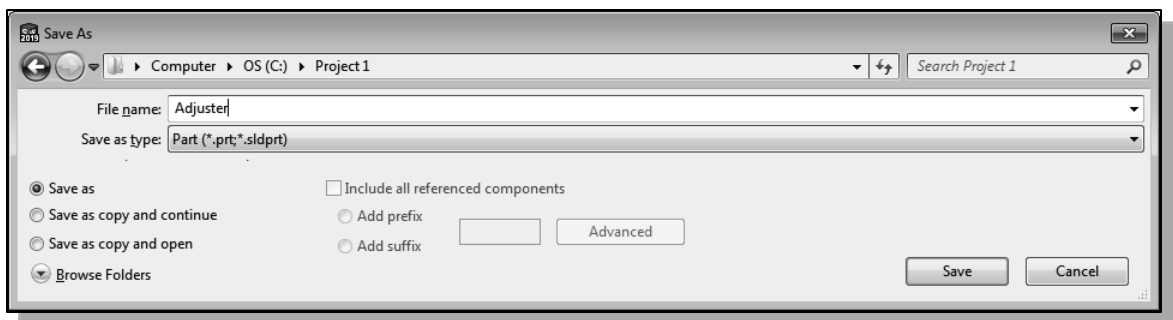 Save As
Computer OS (C:) Project 1 Search Project 1
File name: Adjuster
Save as type: Part (*.prt;*.sldprt)
Save as Include all referenced components
Save as copy and continue Add prefix
Advanced
Save as copy and open Add suffix
Browse Folders Save Cancel